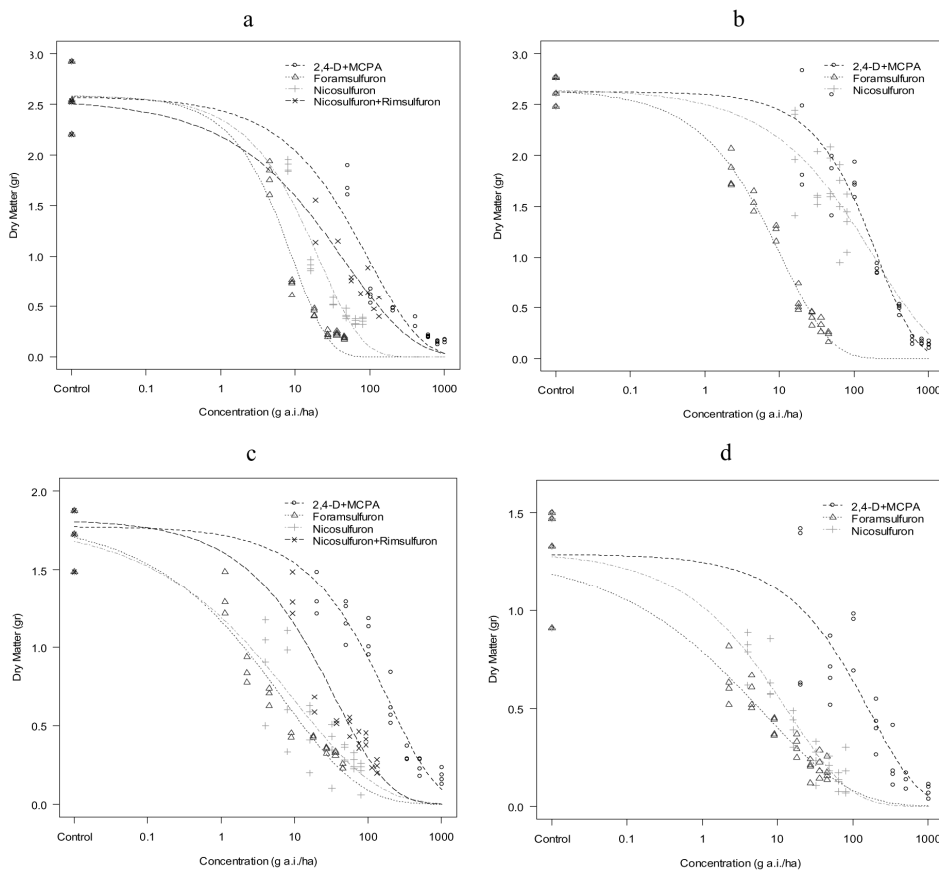 a
3.0
2.5
2.0
1.5
1.0
0.5
0.0
Dry Matter (gr)
2,4-D+MCPA
Foramsulfuron
Nicosulfuron
Nicosulfuron+Rimsulfuron
Control 0.1 1 10 100 1000
Concentration (g a.i./ha)
b
3.0
2.5
2.0
1.5
1.0
0.5
0.0
Dry Matter (gr)
2,4-D+MCPA
Foramsulfuron
Nicosulfuron
Control 0.1 1 10 100 1000
Concentration (g a.i./ha)
c
2.0
1.5
1.0
0.5
0.0
Dry Matter (gr)
2,4-D+MCPA
Foramsulfuron
Nicosulfuron
Nicosulfuron+Rimsulfuron
Control 0.1 1 10 100 1000
Concentration (g a.i./ha)
d
1.5
1.0
0.5
0.0
Dry Matter (gr)
2,4-D+MCPA
Foramsulfuron
Nicosulfuron
Control 0.1 1 10 100 1000
Concentration (g a.i./ha)